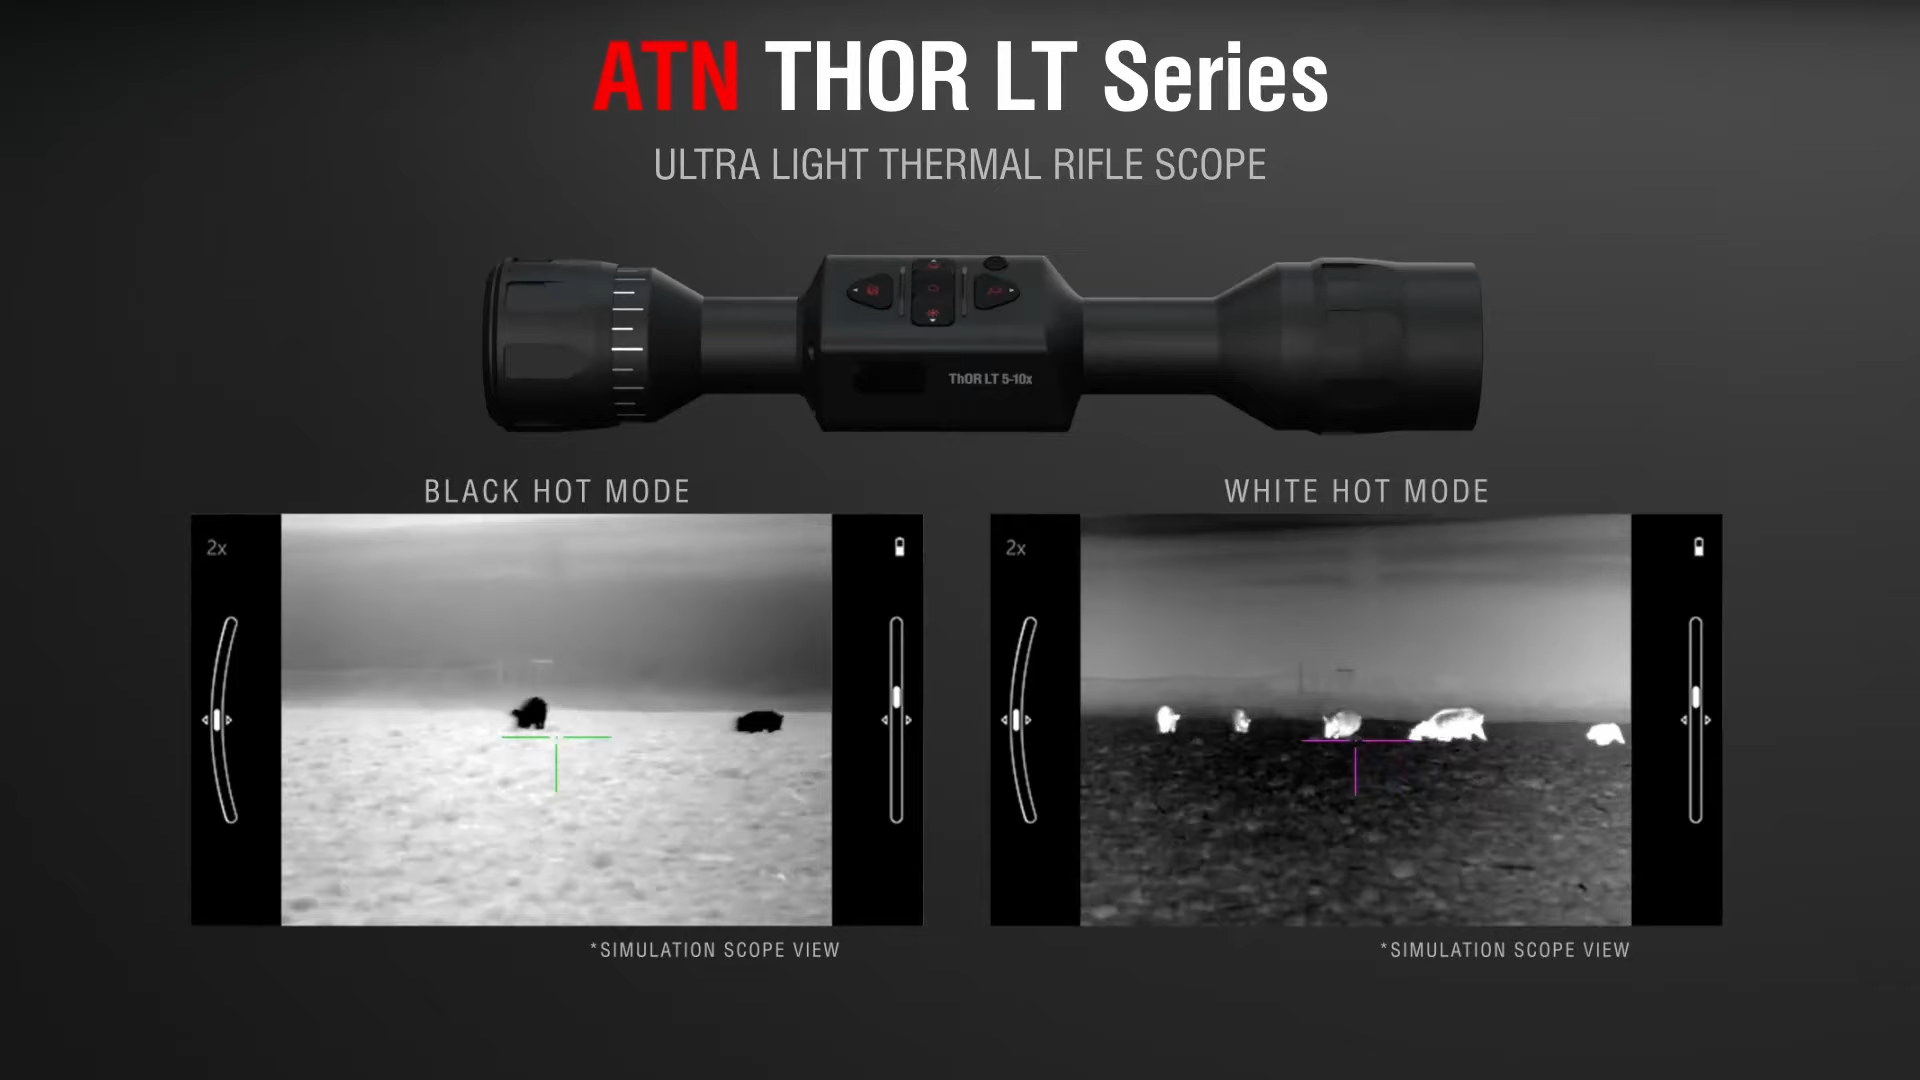 ATN THOR LT Series
ULTRA LIGHT THERMAL RIFLE SCOPE
ThOR LT 5-10x
BLACK HOT MODE
WHITE HOT MODE
2x
2x
*SIMULATION SCOPE VIEW
*SIMULATION SCOPE VIEW